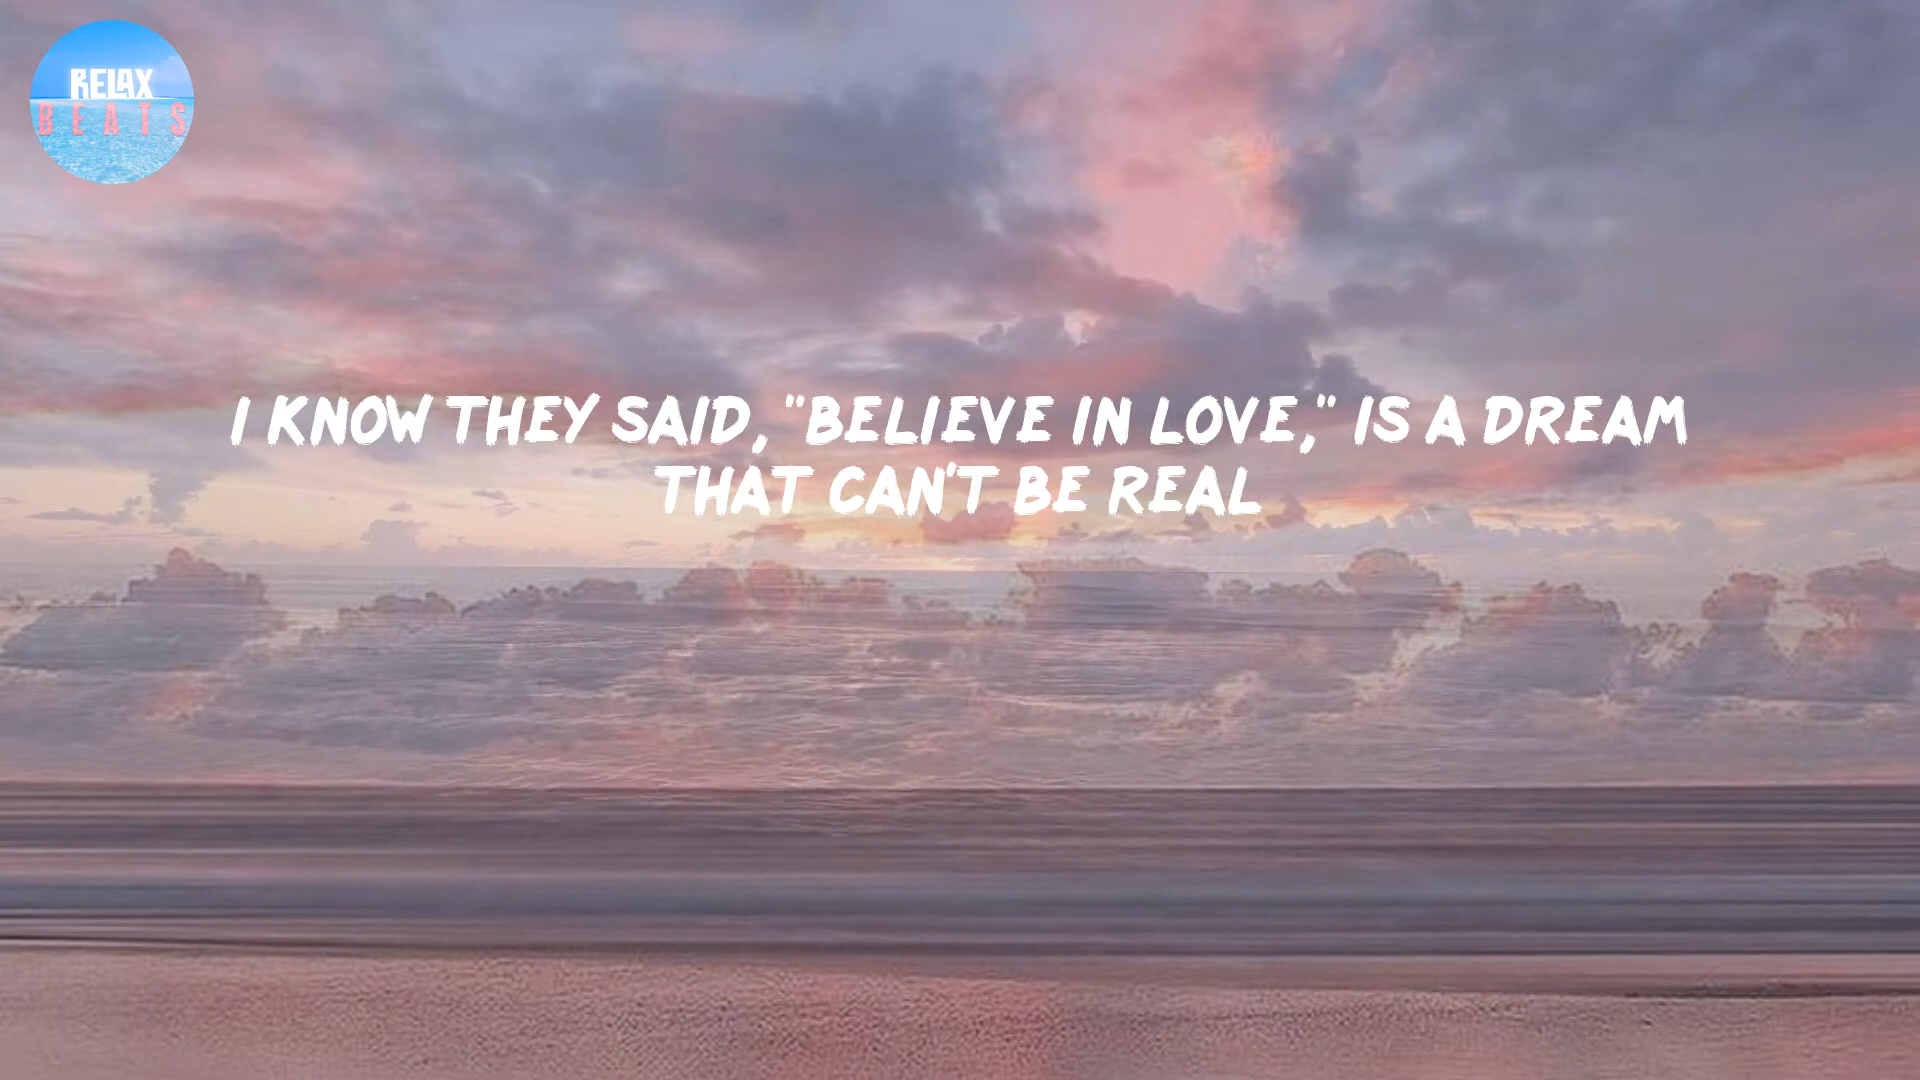 RELAX
BEATS
I KNOW THEY SAID, "BELIEVE IN LOVE," IS A DREAM
THAT CAN'T BE REAL